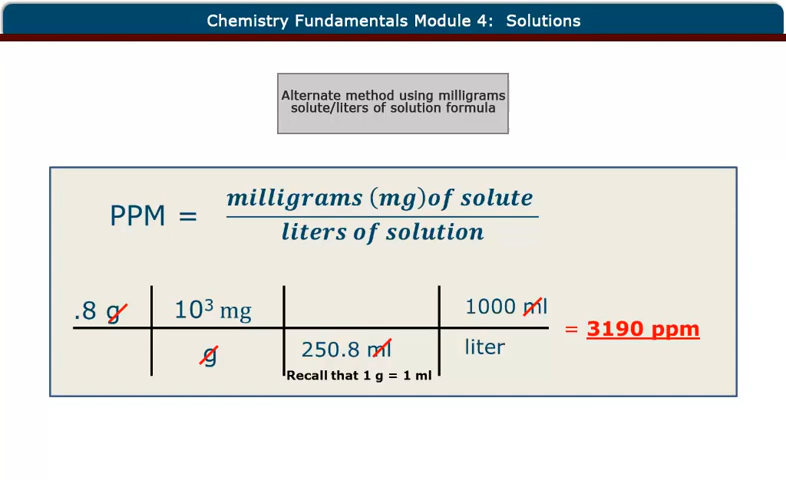 Chemistry Fundamentals Module 4: Solutions
Alternate method using milligrams
solute/liters of solution formula
PPM =
milligrams (mg)of solute
liters of solution
.8 g
10³ mg
1000 ml
g
250.8 ml
liter
= 3190 ppm
Recall that 1 g = 1 ml